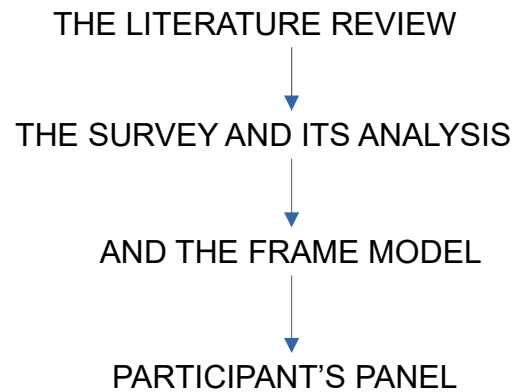 THE LITERATURE REVIEW
THE SURVEY AND ITS ANALYSIS
AND THE FRAME MODEL
PARTICIPANT’S PANEL